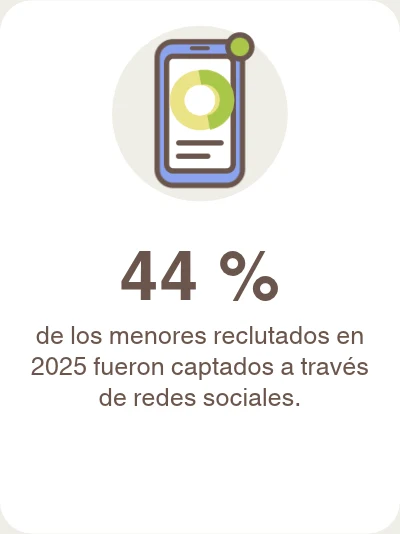 44 %
de los menores reclutados en
2025 fueron captados a través
de redes sociales.